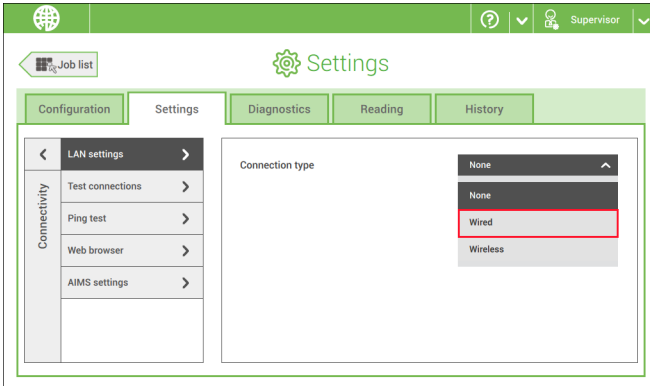 Supervisor
Job list
Settings
Configuration
Settings
Diagnostics
Reading
History
Connectivity
LAN settings
Test connections
Ping test
Web browser
AIMS settings
Connection type
None
None
Wired
Wireless